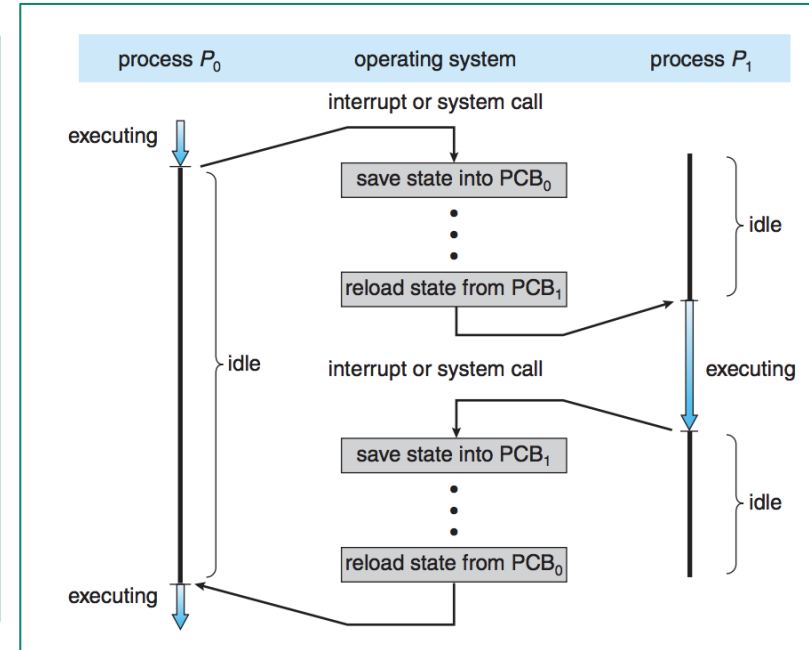 process P₀ operating system process P₁
interrupt or system call
executing
save state into PCB₀
idle
reload state from PCB₁
idle
interrupt or system call
executing
save state into PCB₁
idle
reload state from PCB₀
executing